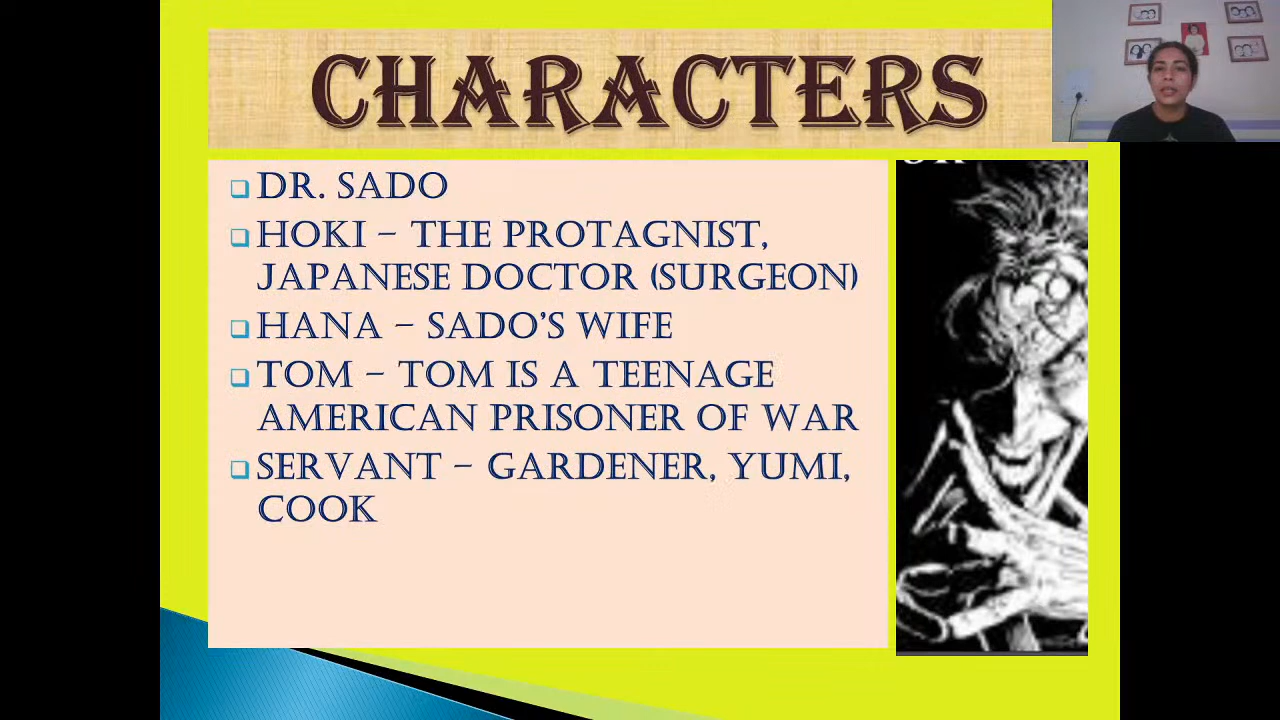 CHARACTERS
DR. SADO
HOKI – THE PROTAGNIST,
JAPANESE DOCTOR (SURGEON)
HANA – SADO'S WIFE
TOM – TOM IS A TEENAGE
AMERICAN PRISONER OF WAR
SERVANT – GARDENER, YUMI,
COOK